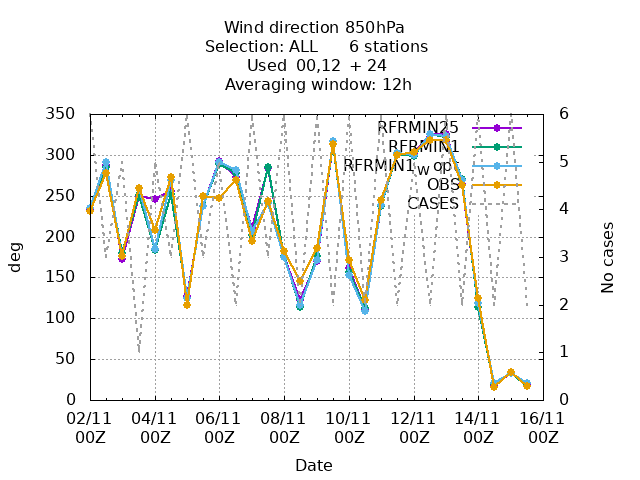 Wind direction 850hPa
Selection: ALL 6 stations
Used 00,12 + 24
Averaging window: 12h
350
300
250
200
150
100
50
0
deg
6
5
4
3
2
1
0
No cases
RFRMIN25
RFRMIN1
RFRMIN1w op
OBS
CASES
02/11 04/11 06/11 08/11 10/11 12/11 14/11 16/11
00Z 00Z 00Z 00Z 00Z 00Z 00Z 00Z
Date